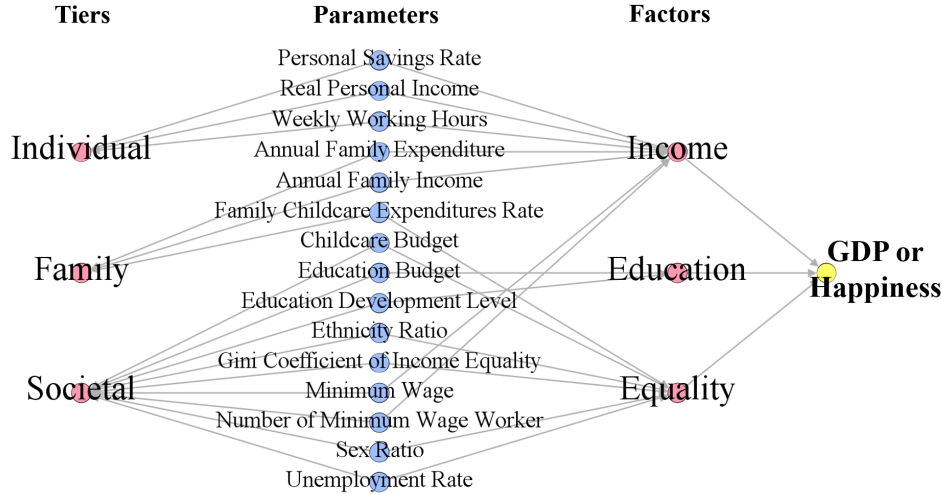 Tiers
Parameters
Factors
Personal Savings Rate
Real Personal Income
Weekly Working Hours
Individual
Annual Family Expenditure
Income
Annual Family Income
Family Childcare Expenditures Rate
Childcare Budget
Family
Education Budget
Education
GDP or
Happiness
Education Development Level
Ethnicity Ratio
Gini Coefficient of Income Equality
Societal
Minimum Wage
Equality
Number of Minimum Wage Worker
Sex Ratio
Unemployment Rate